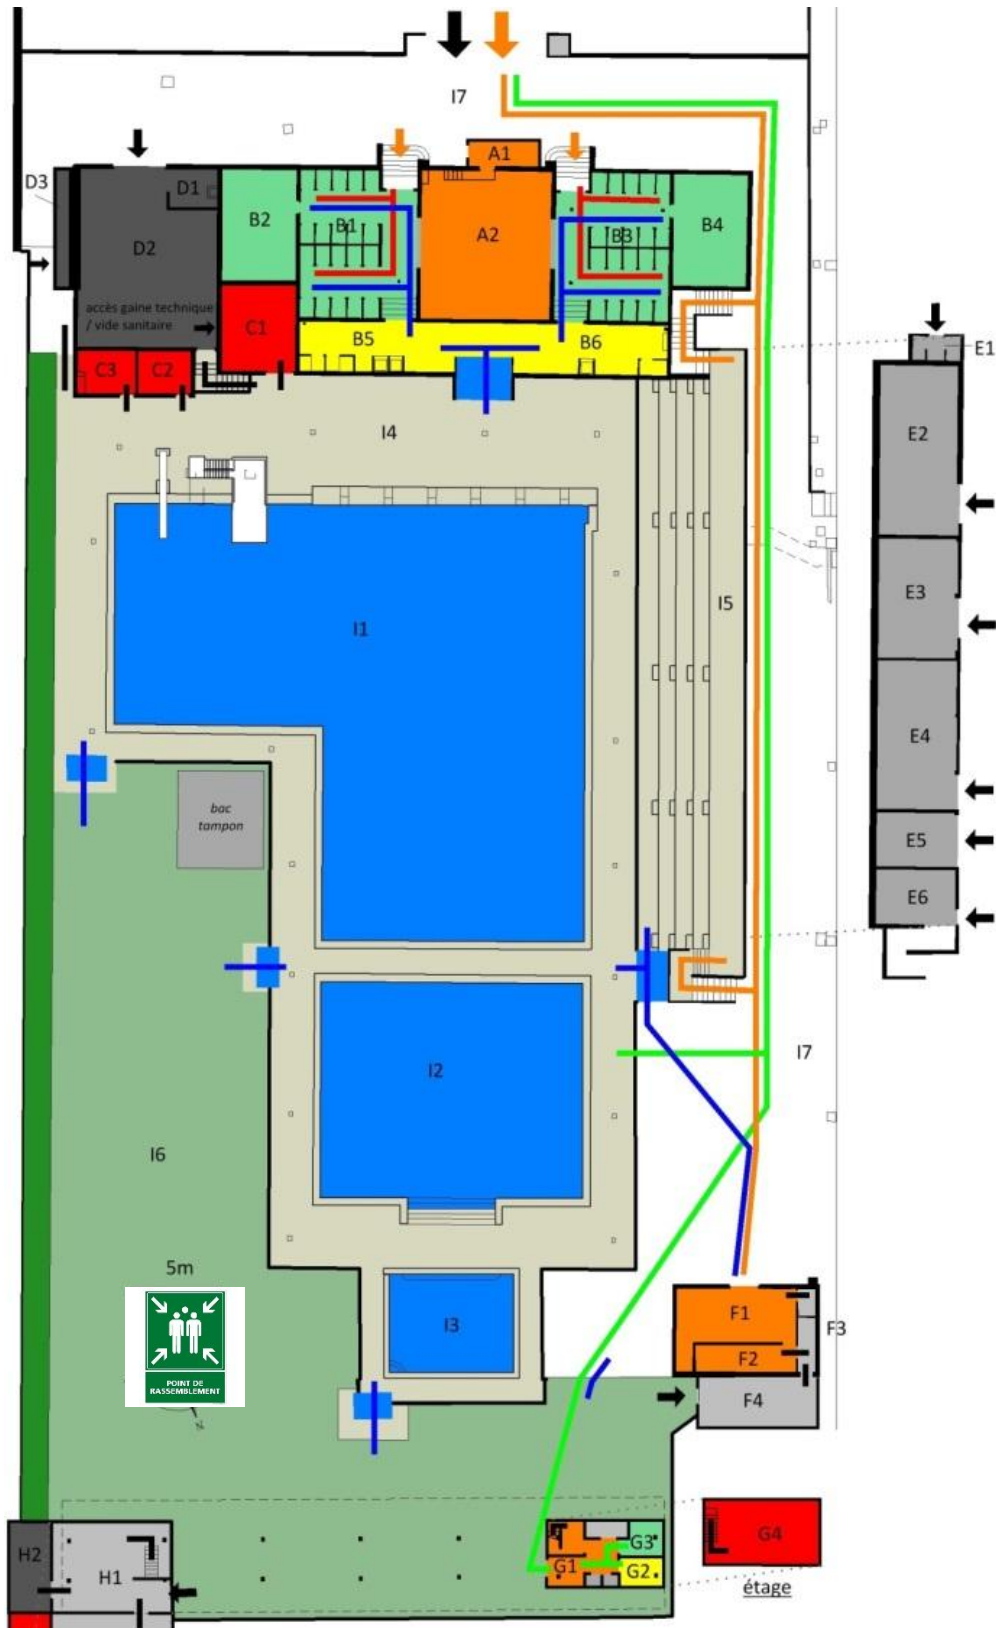 I7
A1
D3
D1
B2
B1
A2
B3
B4
D2
accès gaine technique
/ vide sanitaire
C1
B5
B6
E1
C3
C2
I4
E2
E3
I5
I1
E4
bac
tampon
E5
E6
I2
I7
I6
5m
POINT DE
RASSEMBLEMENT
I3
F1
F3
F2
F4
N
H2
H1
G3
G1
G2
G4
étage